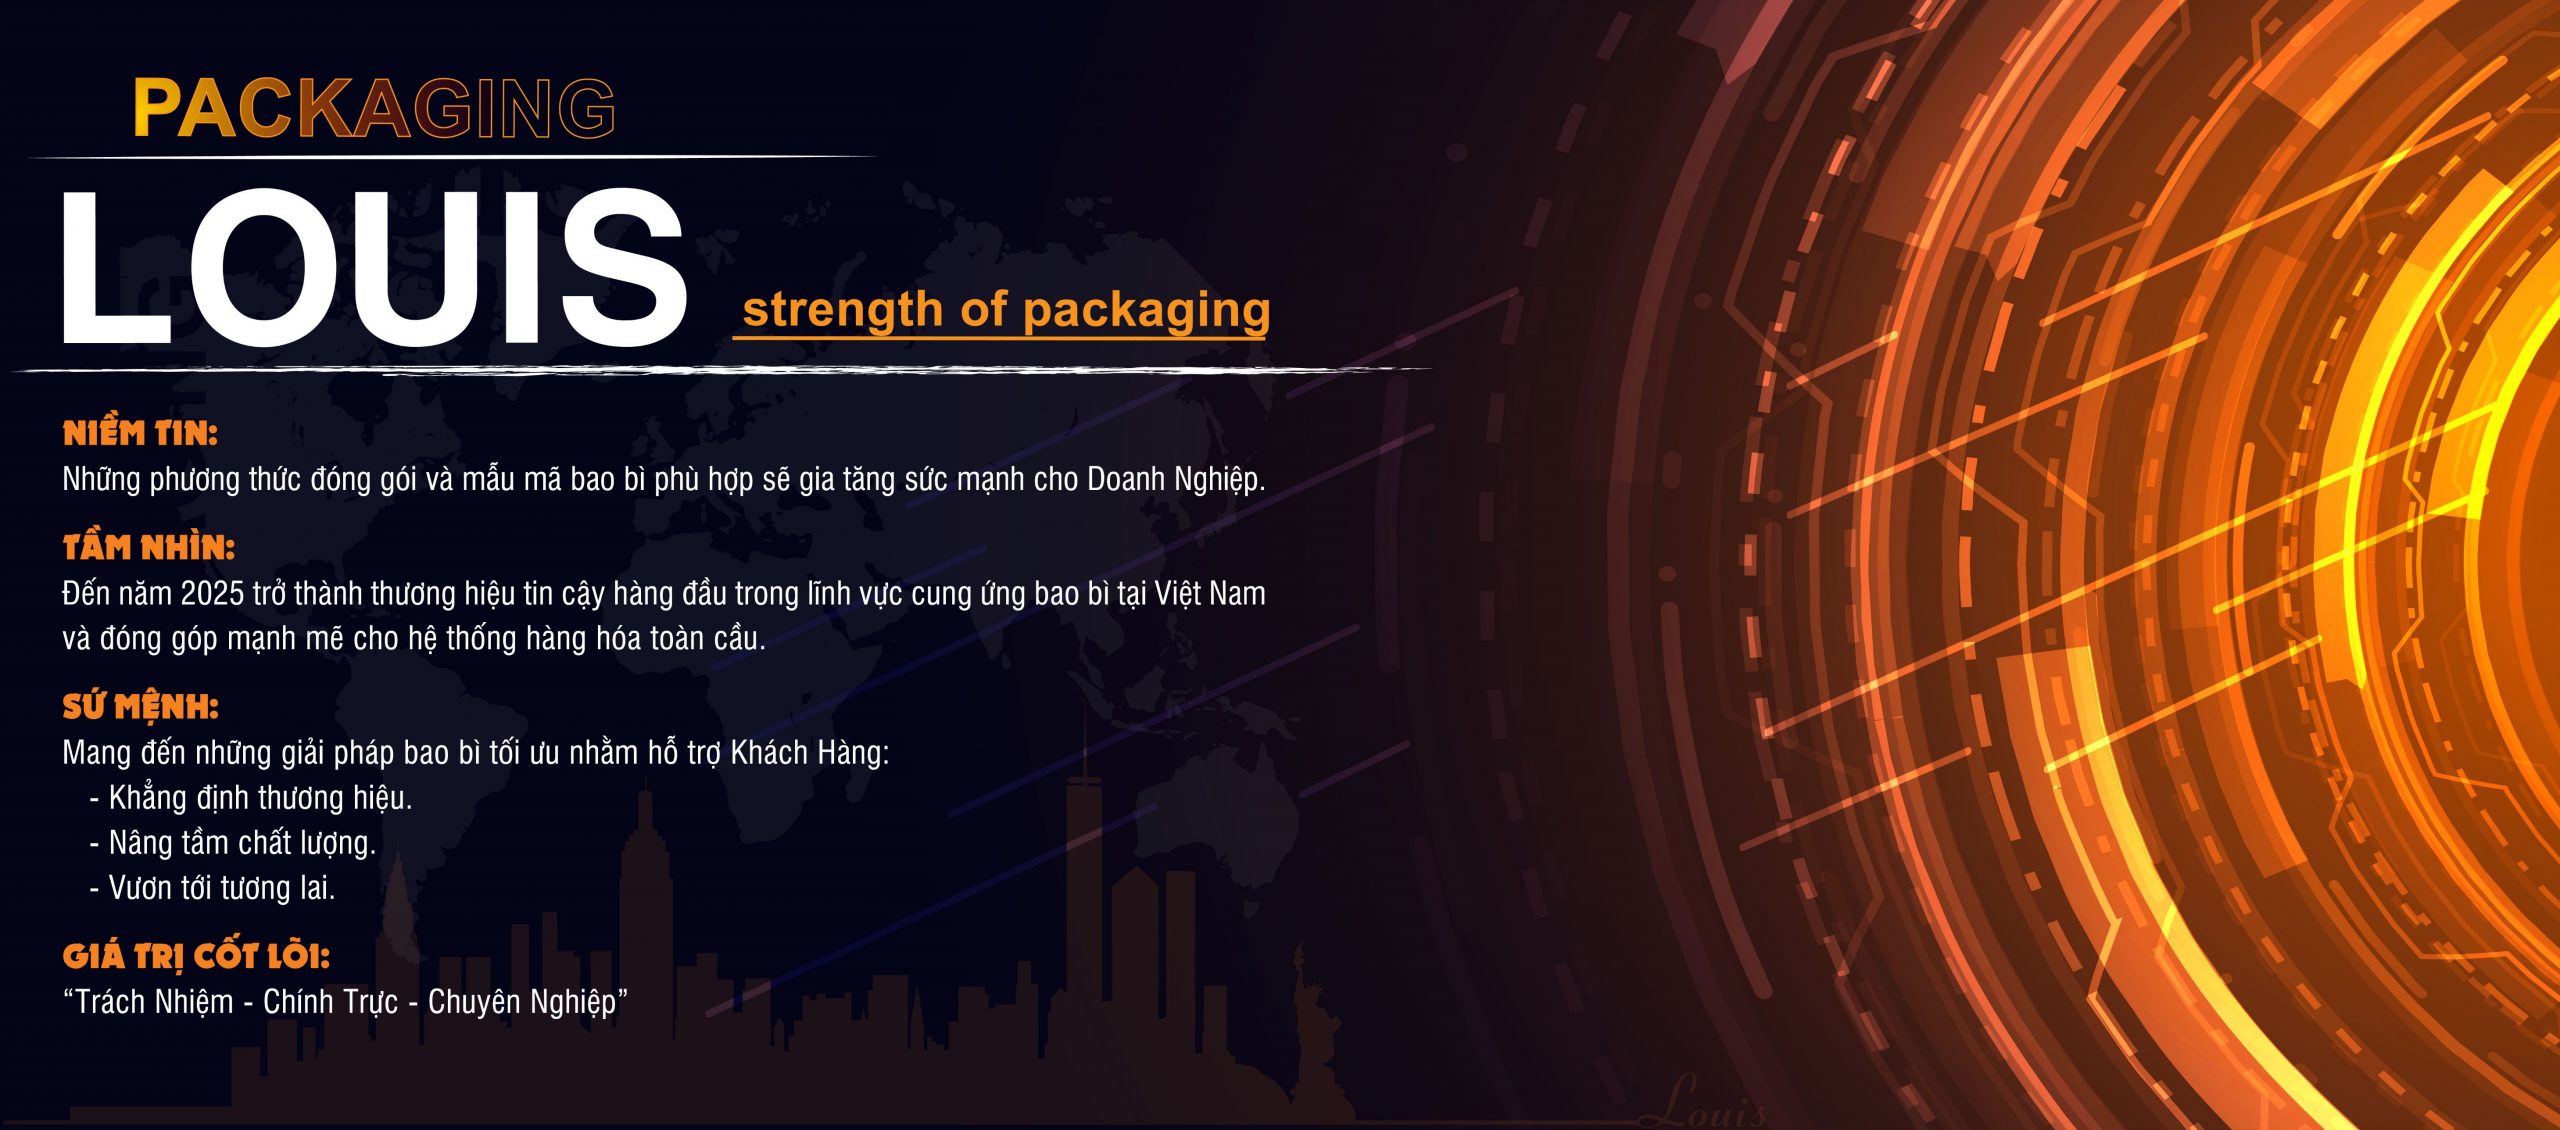 PACKAGING
LOUIS
strength of packaging
NIỀM TIN:
Những phương thức đóng gói và mẫu mã bao bì phù hợp sẽ gia tăng sức mạnh cho Doanh Nghiệp.
TẦM NHÌN:
Đến năm 2025 trở thành thương hiệu tin cậy hàng đầu trong lĩnh vực cung ứng bao bì tại Việt Nam
và đóng góp mạnh mẽ cho hệ thống hàng hóa toàn cầu.
SỨ MỆNH:
Mang đến những giải pháp bao bì tối ưu nhằm hỗ trợ Khách Hàng:
- Khẳng định thương hiệu.
- Nâng tầm chất lượng.
- Vươn tới tương lai.
GIÁ TRỊ CỐT LÕI:
“Trách Nhiệm - Chính Trực - Chuyên Nghiệp”
Louis